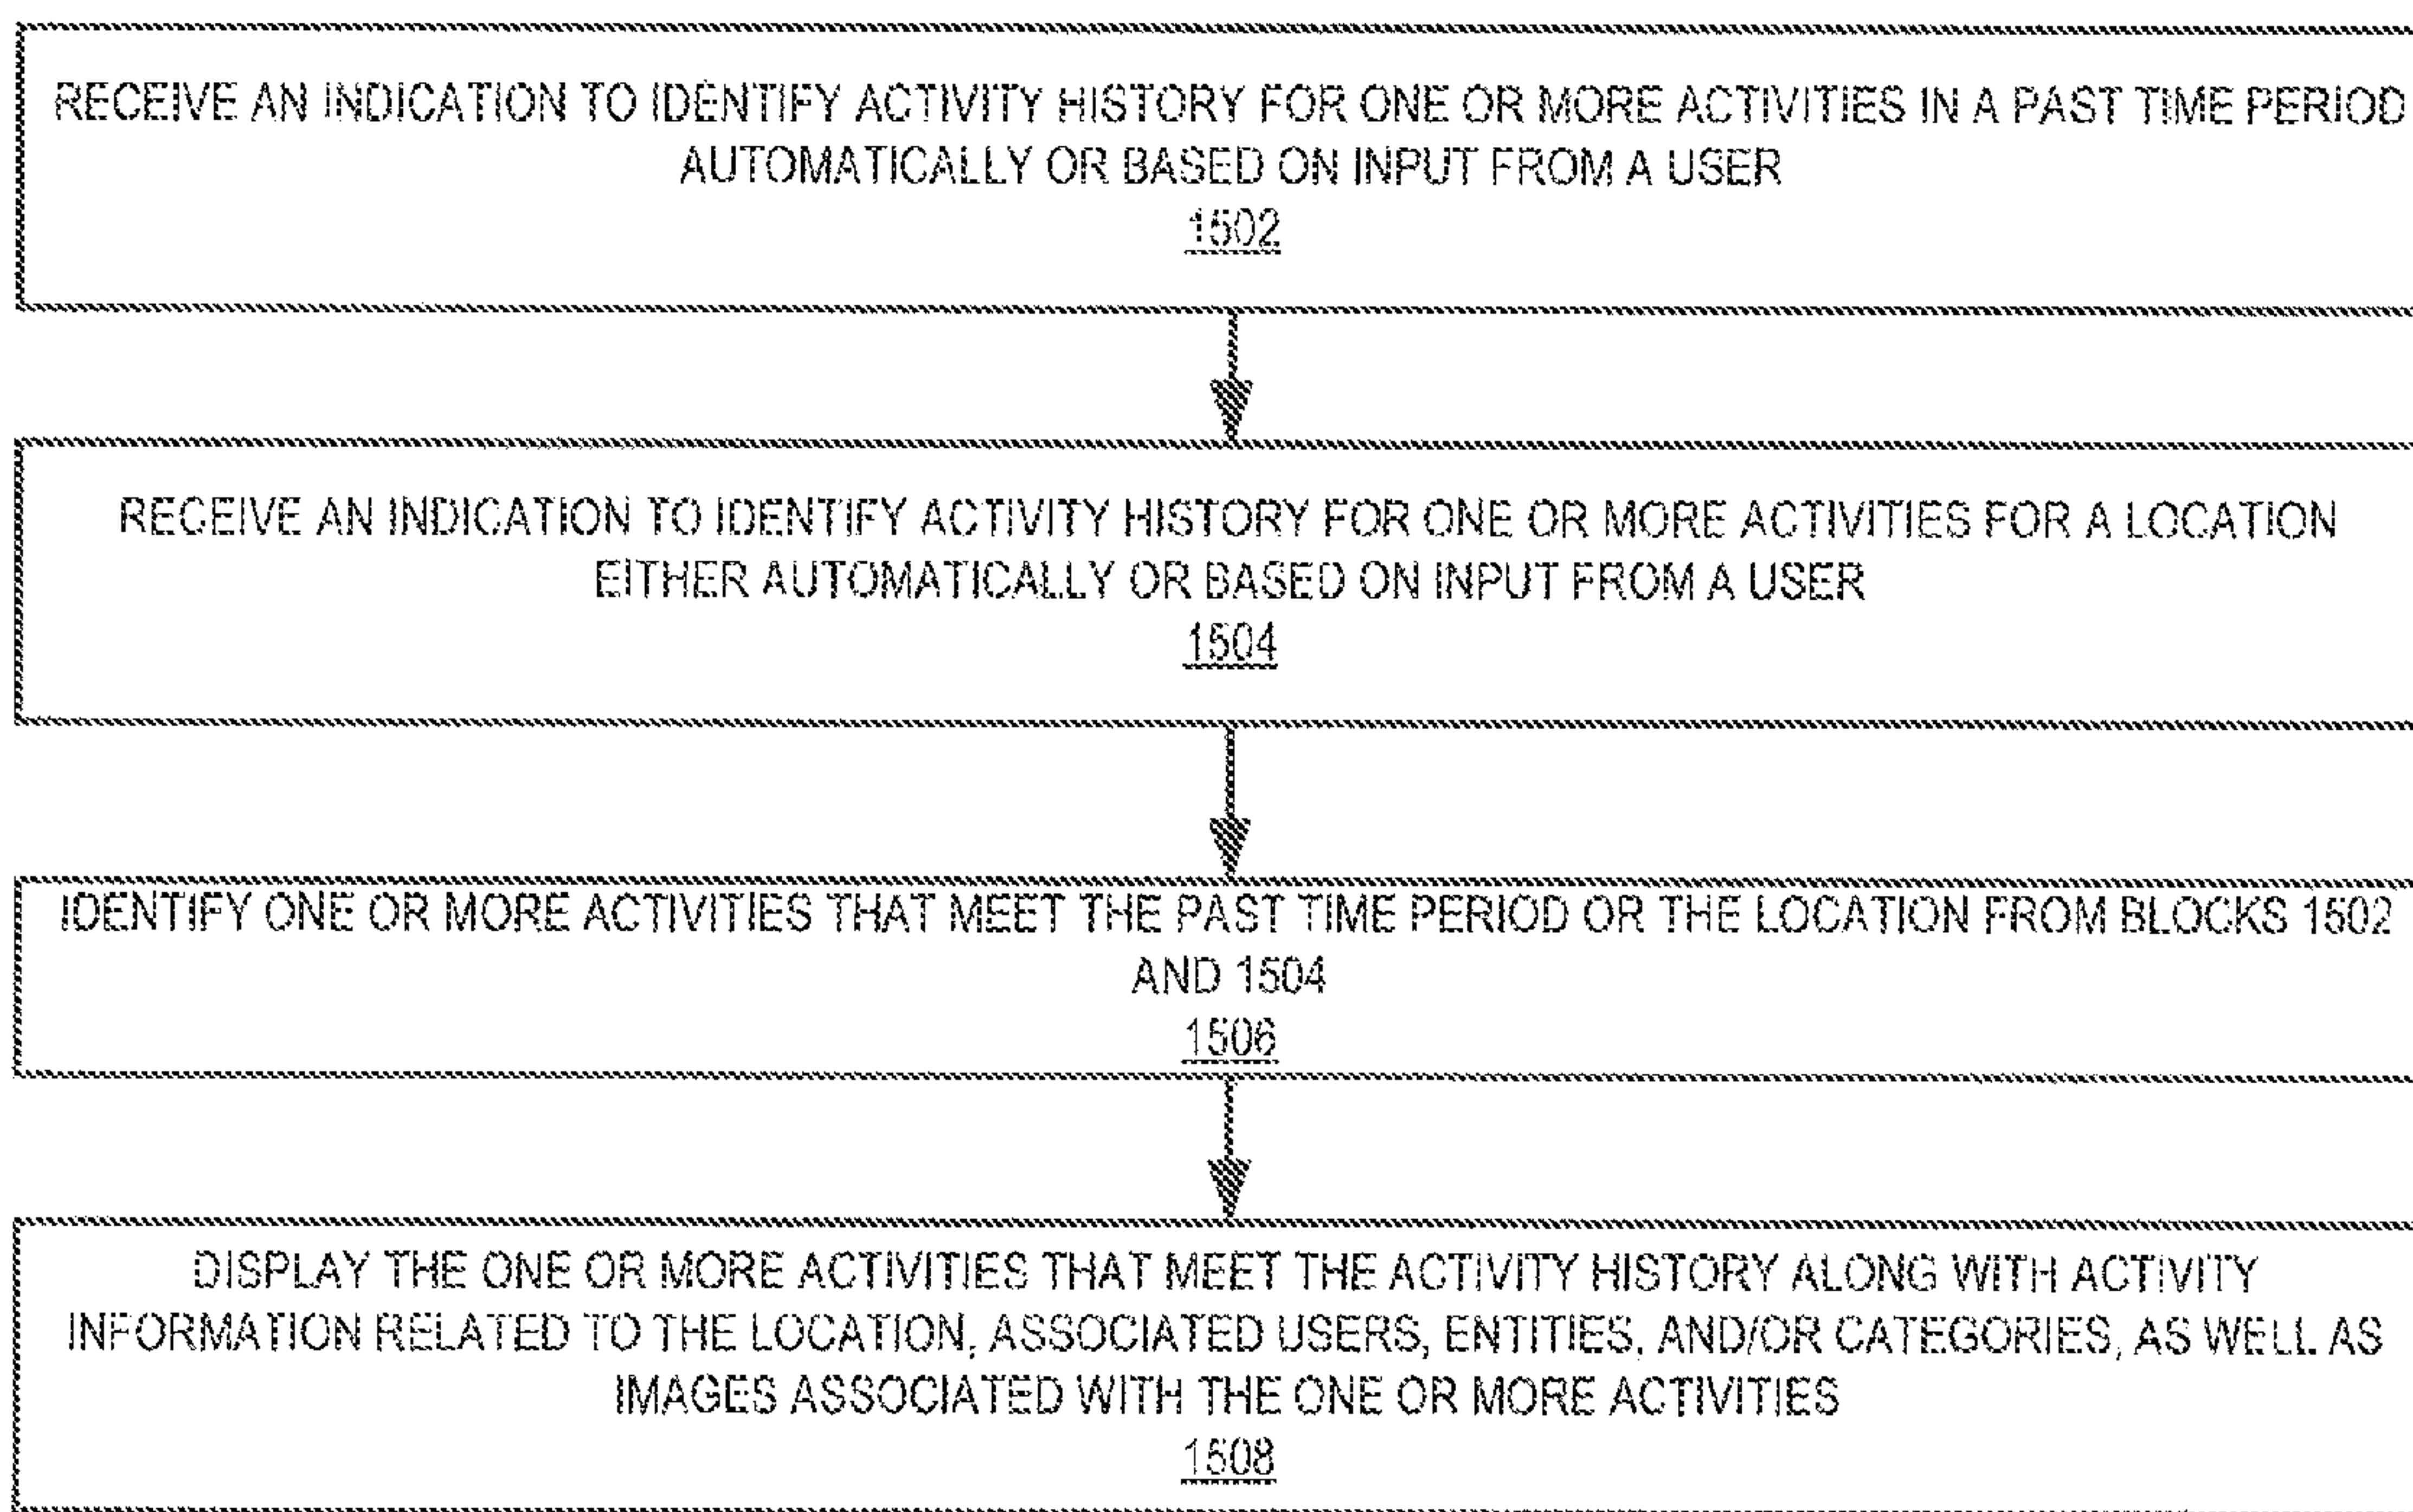 RECEIVE AN INDICATION TO IDENTIFY ACTIVITY HISTORY FOR ONE OR MORE ACTIVITIES IN A PAST TIME PERIOD
AUTOMATICALLY OR BASED ON INPUT FROM A USER
1502
RECEIVE AN INDICATION TO IDENTIFY ACTIVITY HISTORY FOR ONE OR MORE ACTIVITIES FOR A LOCATION
EITHER AUTOMATICALLY OR BASED ON INPUT FROM A USER
1504
IDENTIFY ONE OR MORE ACTIVITIES THAT MEET THE PAST TIME PERIOD OR THE LOCATION FROM BLOCKS 1502
AND 1504
1506
DISPLAY THE ONE OR MORE ACTIVITIES THAT MEET THE ACTIVITY HISTORY ALONG WITH ACTIVITY
INFORMATION RELATED TO THE LOCATION, ASSOCIATED USERS, ENTITIES, AND/OR CATEGORIES, AS WELL AS
IMAGES ASSOCIATED WITH THE ONE OR MORE ACTIVITIES
1508